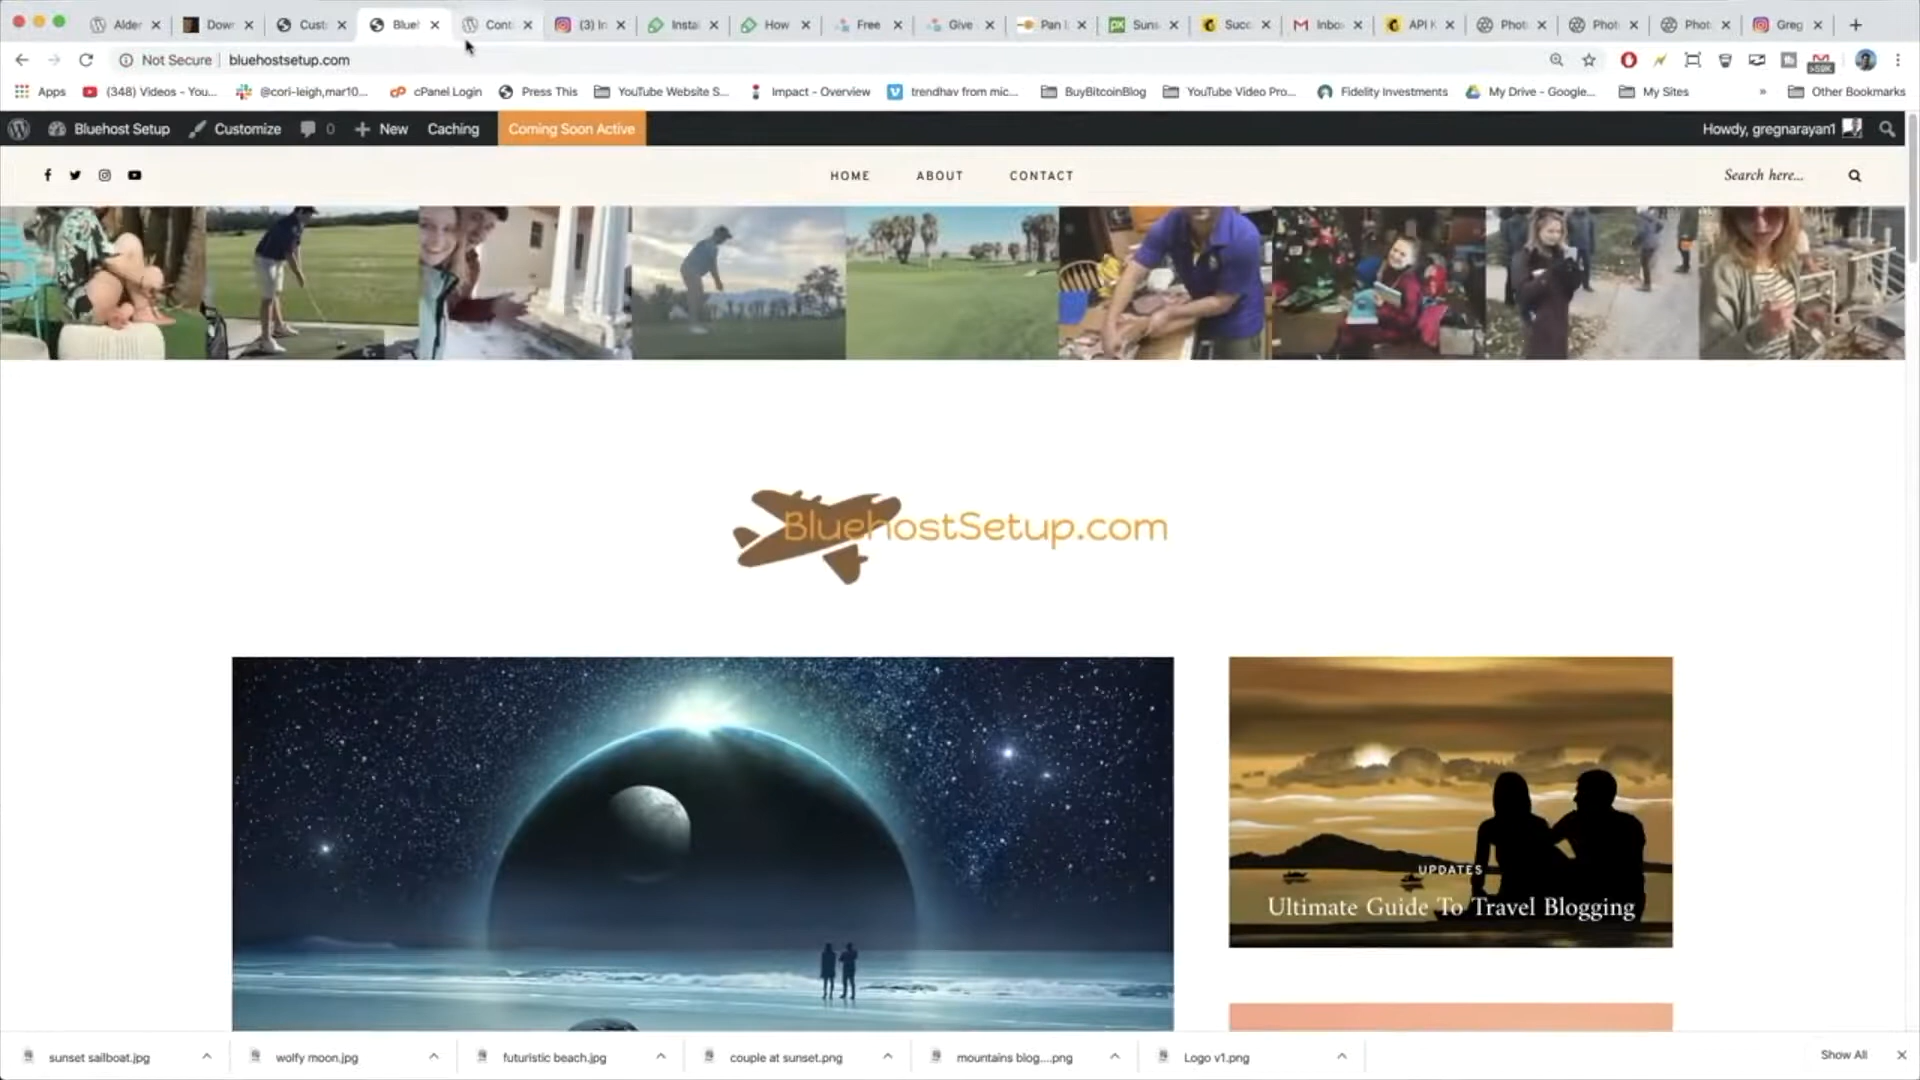 Alder
Dow
Cust
Blueh
Cont
(3) In
Instal
How
Free
Give
Pan
Suns
Succ
Inbo
API K
Phot
Phot
Phot
Greg
Not Secure
bluehostsetup.com
Apps
(348) Videos - You...
@cori-leigh,mar10...
cPanel Login
Press This
YouTube Website S...
Impact - Overview
trendhav from mic...
BuyBitcoinBlog
YouTube Video Pro...
Fidelity Investments
My Drive - Google...
My Sites
»
Other Bookmarks
Bluehost Setup
Customize
0
New
Caching
Coming Soon Active
Howdy, gregnarayan1
HOME
ABOUT
CONTACT
Search here...
BluehostSetup.com
UPDATES
Ultimate Guide To Travel Blogging
sunset sailboat.jpg
wolfy moon.jpg
futuristic beach.jpg
couple at sunset.png
mountains blog....png
Logo v1.png
Show All